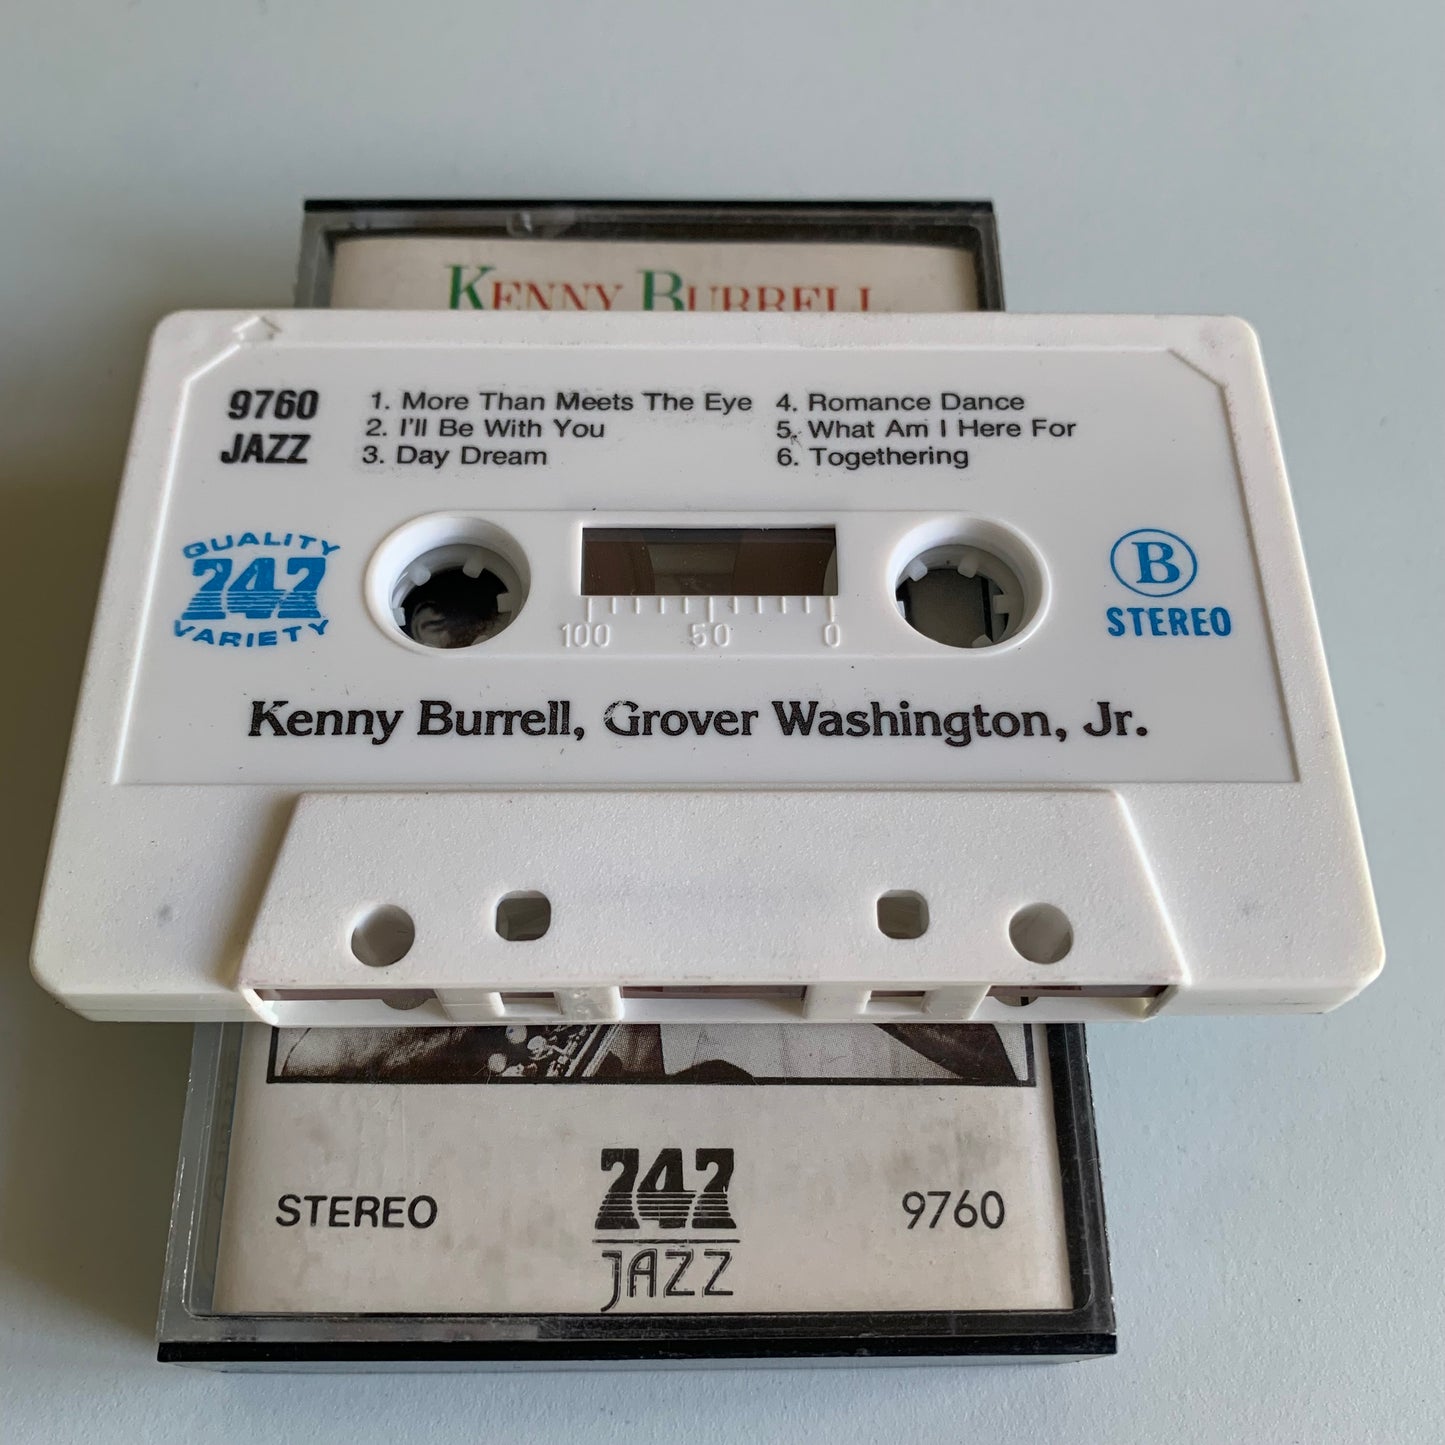 KENNY BURRELL
9760
JAZZ
1. More Than Meets The Eye
2. I'll Be With You
3. Day Dream
4. Romance Dance
5. What Am I Here For
6. Togethering
QUALITY
747
VARIETY
100 50 0
B
STEREO
Kenny Burrell, Grover Washington, Jr.
STEREO
747
JAZZ
9760